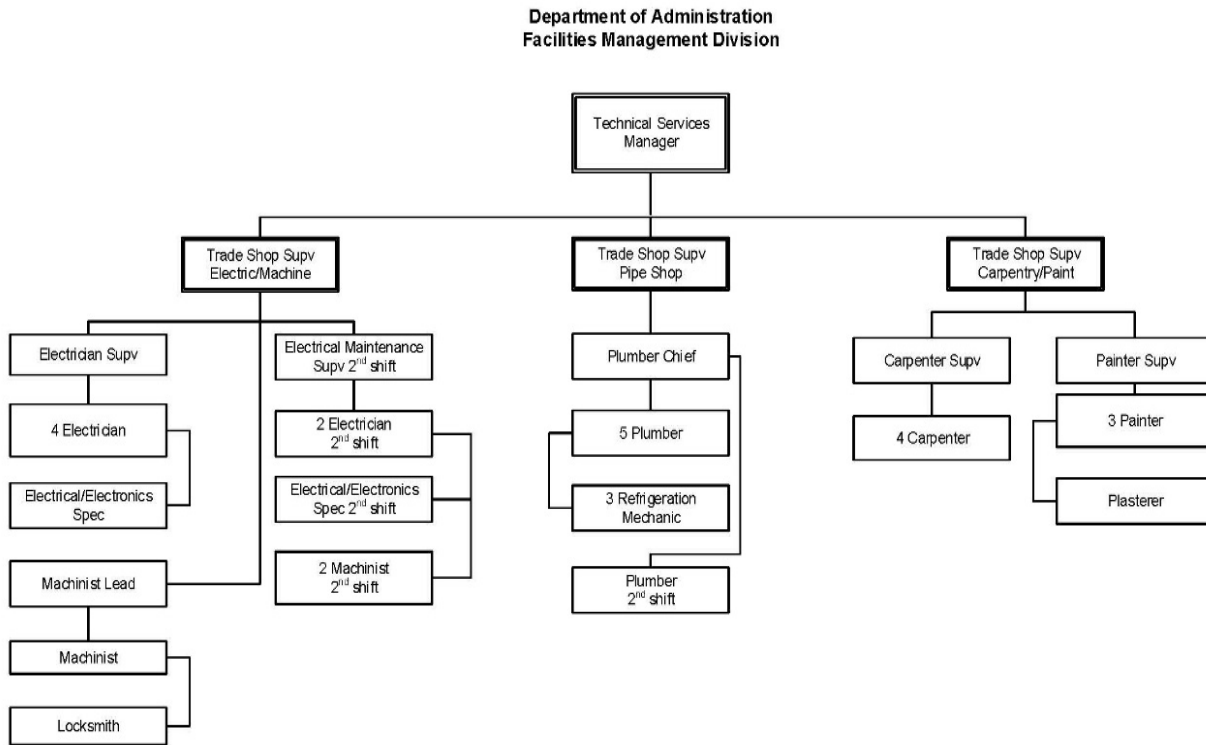 Department of Administration
Facilities Management Division
Technical Services
Manager
Trade Shop Supv
Electric/Machine
Trade Shop Supv
Pipe Shop
Trade Shop Supv
Carpentry/Paint
Electrician Supv
4 Electrician
Electrical/Electronics
Spec
Machinist Lead
Machinist
Locksmith
Electrical Maintenance
Supv 2nd shift
2 Electrician
2nd shift
Electrical/Electronics
Spec 2nd shift
2 Machinist
2nd shift
Plumber Chief
5 Plumber
3 Refrigeration
Mechanic
Plumber
2nd shift
Carpenter Supv
4 Carpenter
Painter Supv
3 Painter
Plasterer